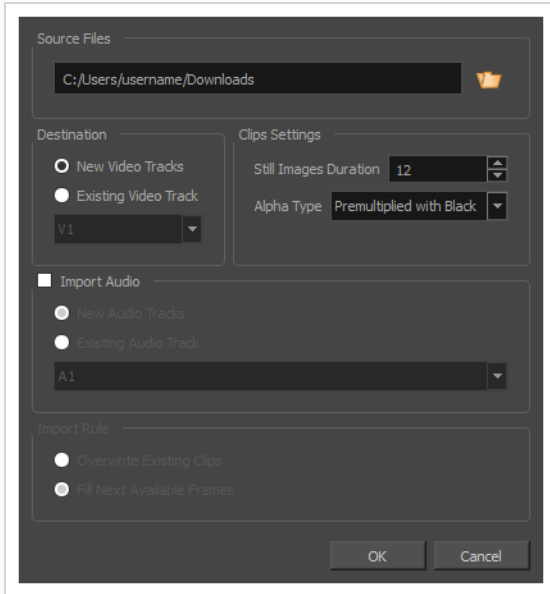 Source Files
C:/Users/username/Downloads
Destination
New Video Tracks
Existing Video Track
V1
Clips Settings
Still Images Duration 12
Alpha Type Premultiplied with Black
Import Audio
New Audio Tracks
Existing Audio Track
A1
Import Rule
Overwrite Existing Clips
Fill Next Available Frames
OK Cancel